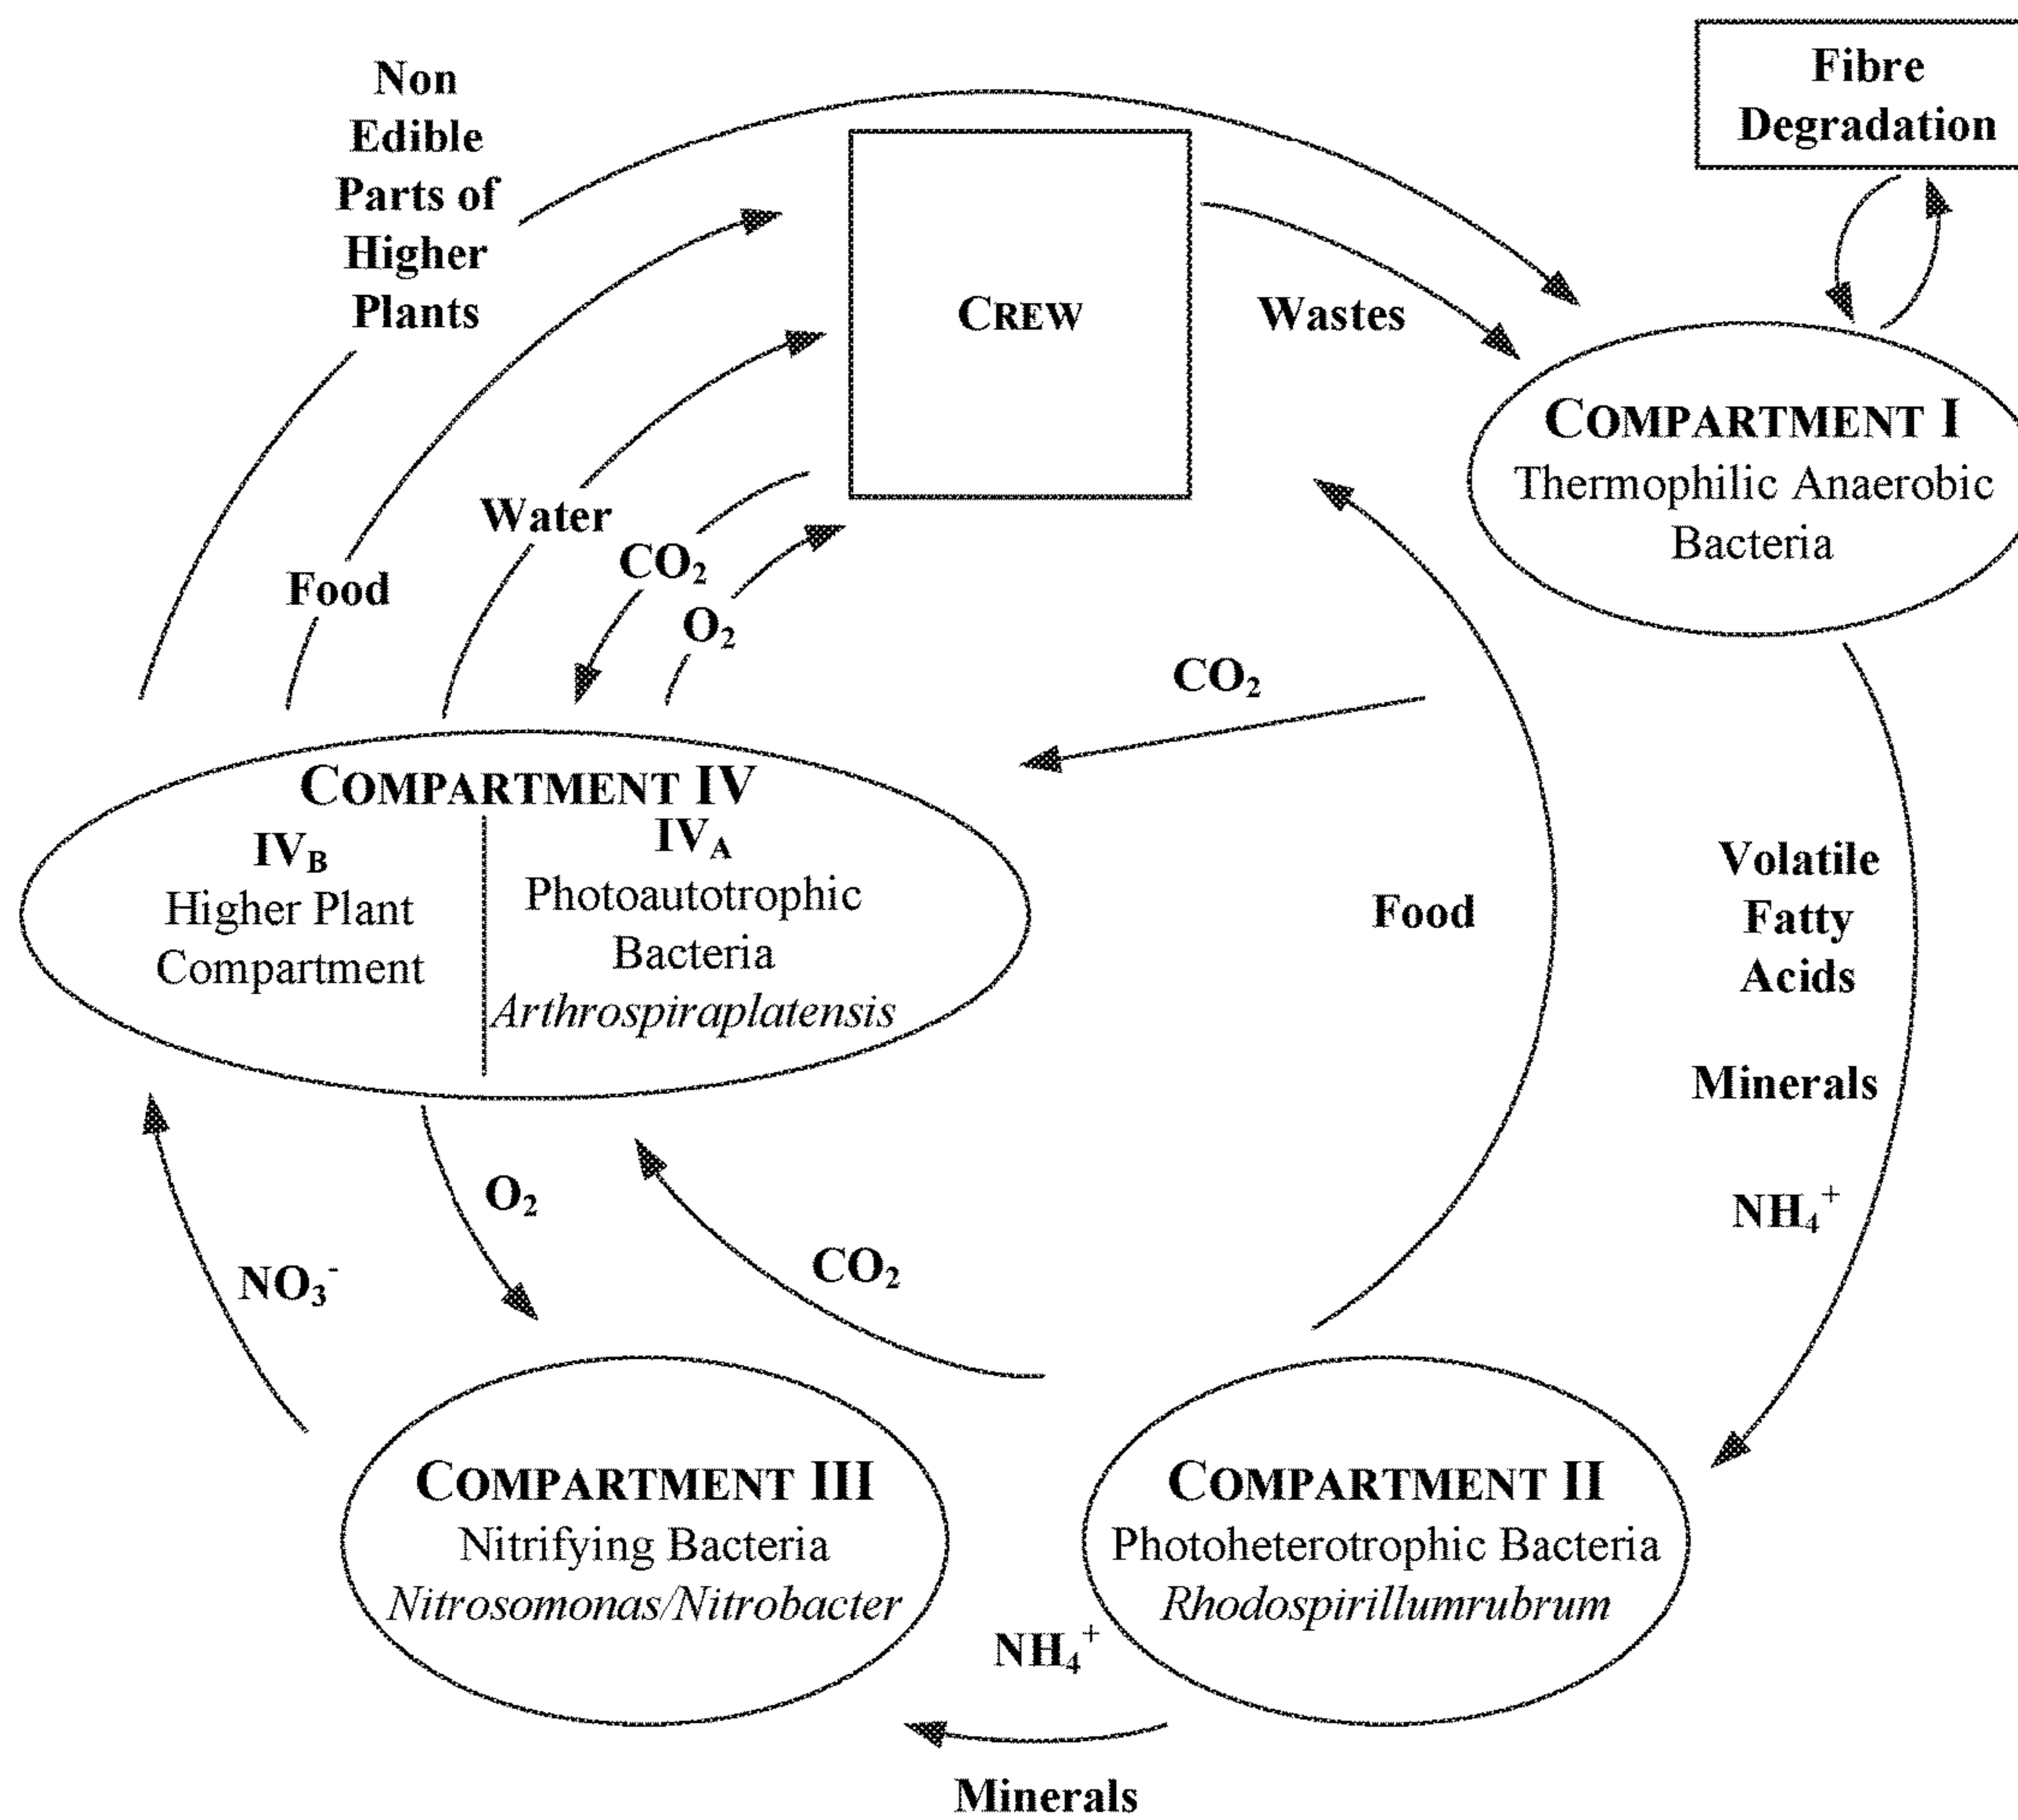 Non
Edible
Parts of
Higher
Plants
Fibre
Degradation
CREW
Wastes
COMPARTMENT I
Thermophilic Anaerobic
Bacteria
Water
CO₂
Food
O₂
CO₂
COMPARTMENT IV
IV_B
Higher Plant
Compartment
IV_A
Photoautotrophic
Bacteria
Arthrospiraplatensis
Food
Volatile
Fatty
Acids
Minerals
NH₄⁺
O₂
NO₃⁻
CO₂
COMPARTMENT III
Nitrifying Bacteria
Nitrosomonas/Nitrobacter
COMPARTMENT II
Photoheterotrophic Bacteria
Rhodospirillumrubrum
NH₄⁺
Minerals